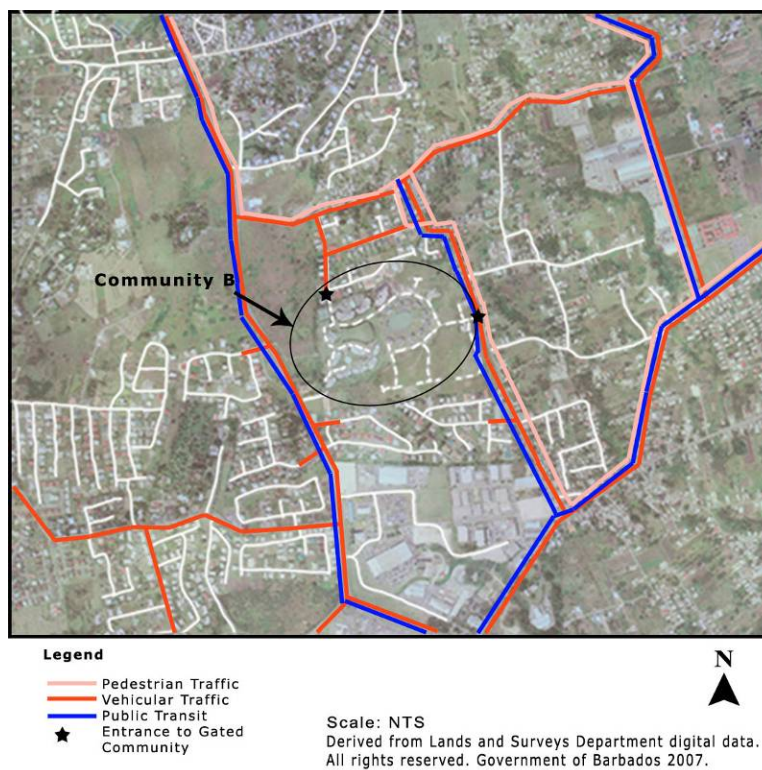 Community B
Legend
Pedestrian Traffic
Vehicular Traffic
Public Transit
Entrance to Gated
Community
N
Scale: NTS
Derived from Lands and Surveys Department digital data.
All rights reserved. Government of Barbados 2007.